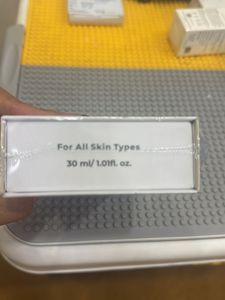 For All Skin Types
30 ml/ 1.01fl. oz.